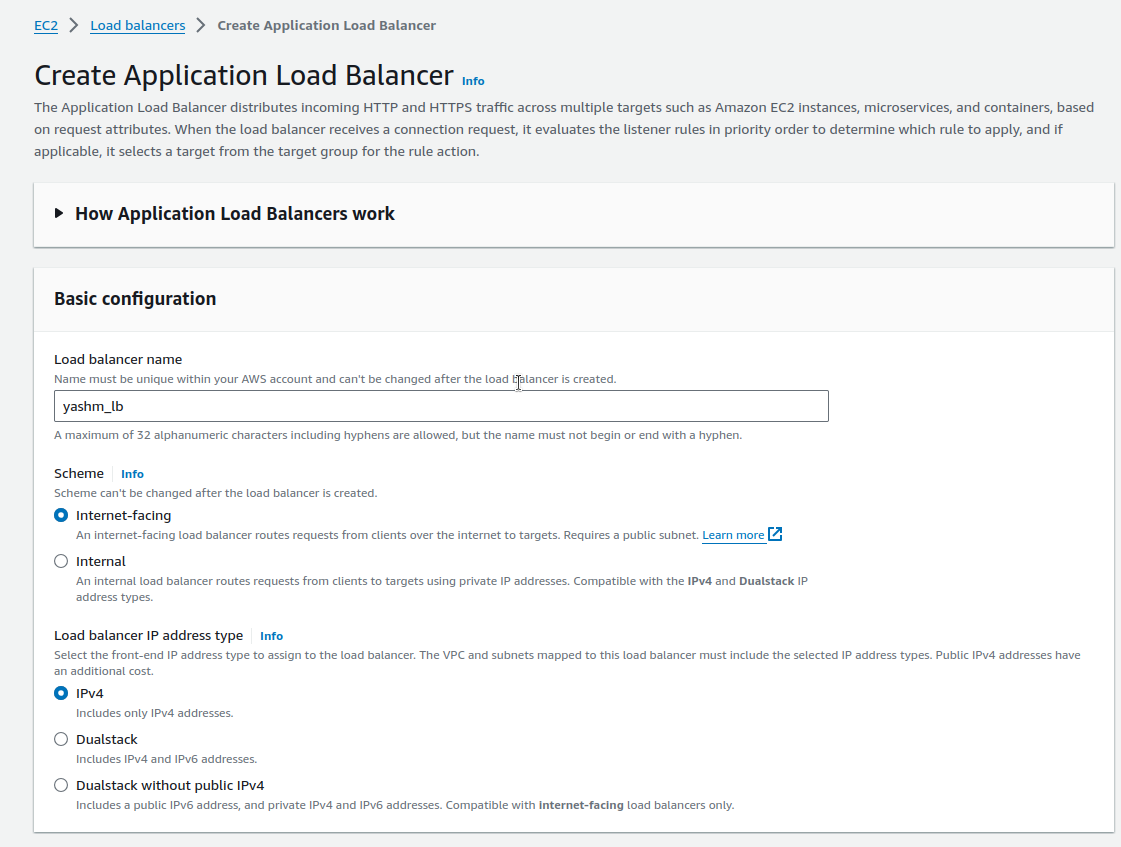 EC2 > Load balancers > Create Application Load Balancer
Create Application Load Balancer Info
The Application Load Balancer distributes incoming HTTP and HTTPS traffic across multiple targets such as Amazon EC2 instances, microservices, and containers, based
on request attributes. When the load balancer receives a connection request, it evaluates the listener rules in priority order to determine which rule to apply, and if
applicable, it selects a target from the target group for the rule action.
How Application Load Balancers work
Basic configuration
Load balancer name
Name must be unique within your AWS account and can't be changed after the load balancer is created.
yashm_lb
A maximum of 32 alphanumeric characters including hyphens are allowed, but the name must not begin or end with a hyphen.
Scheme Info
Scheme can't be changed after the load balancer is created.
Internet-facing
An internet-facing load balancer routes requests from clients over the internet to targets. Requires a public subnet. Learn more
Internal
An internal load balancer routes requests from clients to targets using private IP addresses. Compatible with the IPv4 and Dualstack IP
address types.
Load balancer IP address type Info
Select the front-end IP address type to assign to the load balancer. The VPC and subnets mapped to this load balancer must include the selected IP address types. Public IPv4 addresses have
an additional cost.
IPv4
Includes only IPv4 addresses.
Dualstack
Includes IPv4 and IPv6 addresses.
Dualstack without public IPv4
Includes a public IPv6 address, and private IPv4 and IPv6 addresses. Compatible with internet-facing load balancers only.